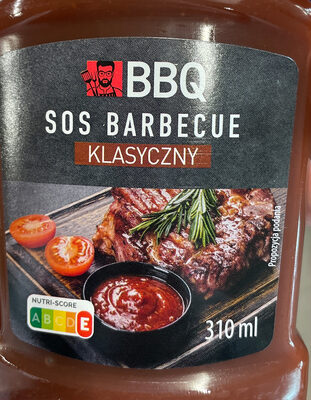 BBQ
SOS BARBECUE
KLASYCZNY
Propozycja podania
NUTRI-SCORE
A B C D E
310 ml